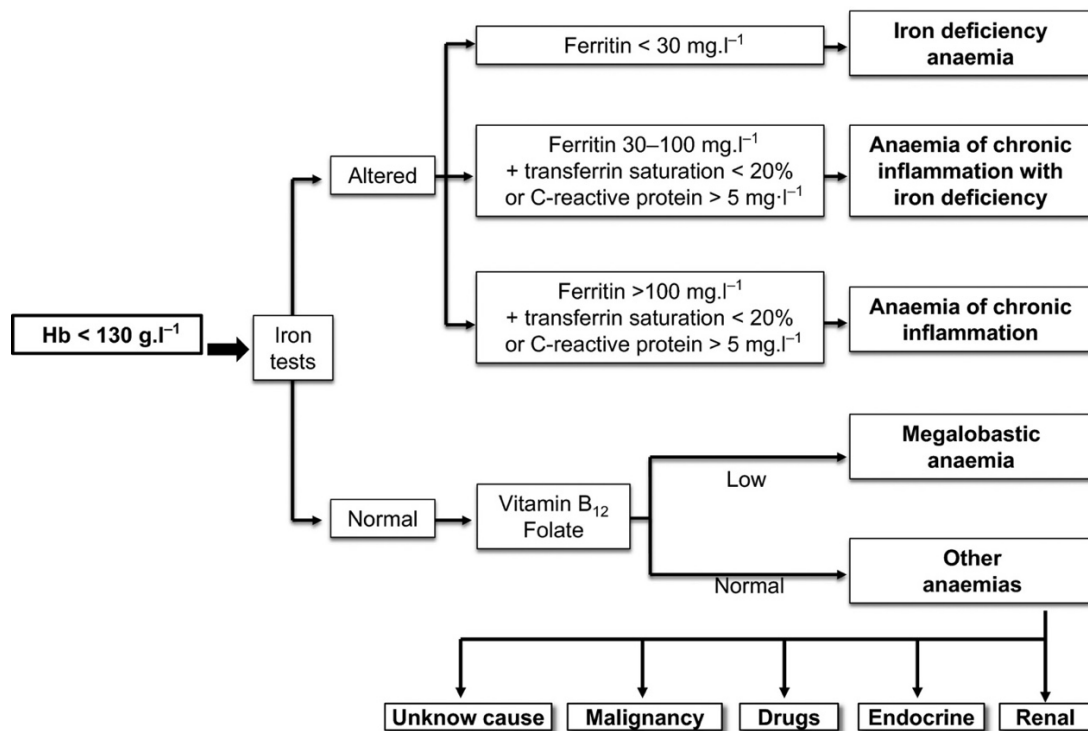 Ferritin < 30 mg.l⁻¹
Iron deficiency
anaemia
Altered
Ferritin 30–100 mg.l⁻¹
+ transferrin saturation < 20%
or C-reactive protein > 5 mg·l⁻¹
Anaemia of chronic
inflammation with
iron deficiency
Hb < 130 g.l⁻¹
Iron
tests
Ferritin >100 mg.l⁻¹
+ transferrin saturation < 20%
or C-reactive protein > 5 mg.l⁻¹
Anaemia of chronic
inflammation
Normal
Vitamin B₁₂
Folate
Low
Megalobastic
anaemia
Normal
Other
anaemias
Unknow cause
Malignancy
Drugs
Endocrine
Renal